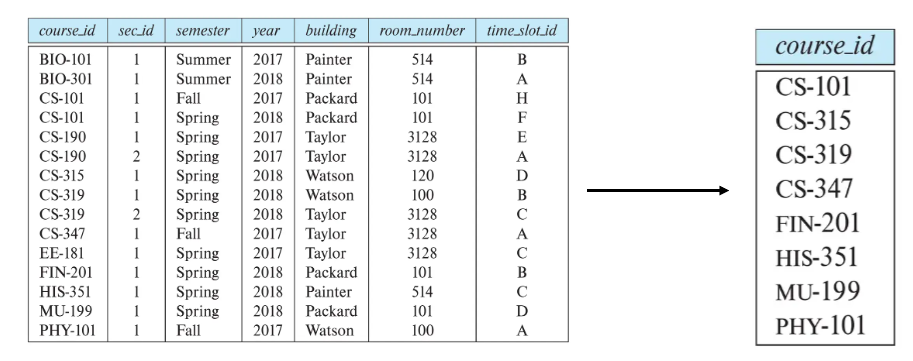 course_id sec_id semester year building room_number time_slot_id
BIO-101 1 Summer 2017 Painter 514 B
BIO-301 1 Summer 2018 Painter 514 A
CS-101 1 Fall 2017 Packard 101 H
CS-101 1 Spring 2018 Packard 101 F
CS-190 1 Spring 2017 Taylor 3128 E
CS-190 2 Spring 2017 Taylor 3128 A
CS-315 1 Spring 2018 Watson 120 D
CS-319 1 Spring 2018 Watson 100 B
CS-319 2 Spring 2018 Taylor 3128 C
CS-347 1 Fall 2017 Taylor 3128 A
EE-181 1 Spring 2017 Taylor 3128 C
FIN-201 1 Spring 2018 Packard 101 B
HIS-351 1 Spring 2018 Painter 514 C
MU-199 1 Spring 2018 Packard 101 D
PHY-101 1 Fall 2017 Watson 100 A
course_id
CS-101
CS-315
CS-319
CS-347
FIN-201
HIS-351
MU-199
PHY-101